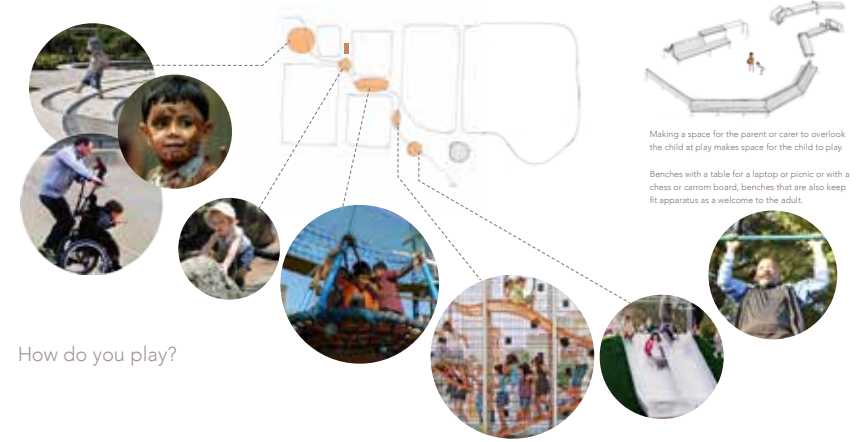 Making a space for the parent or carer to overlook
the child at play makes space for the child to play.
Benches with a table for a laptop or picnic or with a
chess or carrom board, benches that are also keep
fit apparatus as a welcome to the adult.
How do you play?